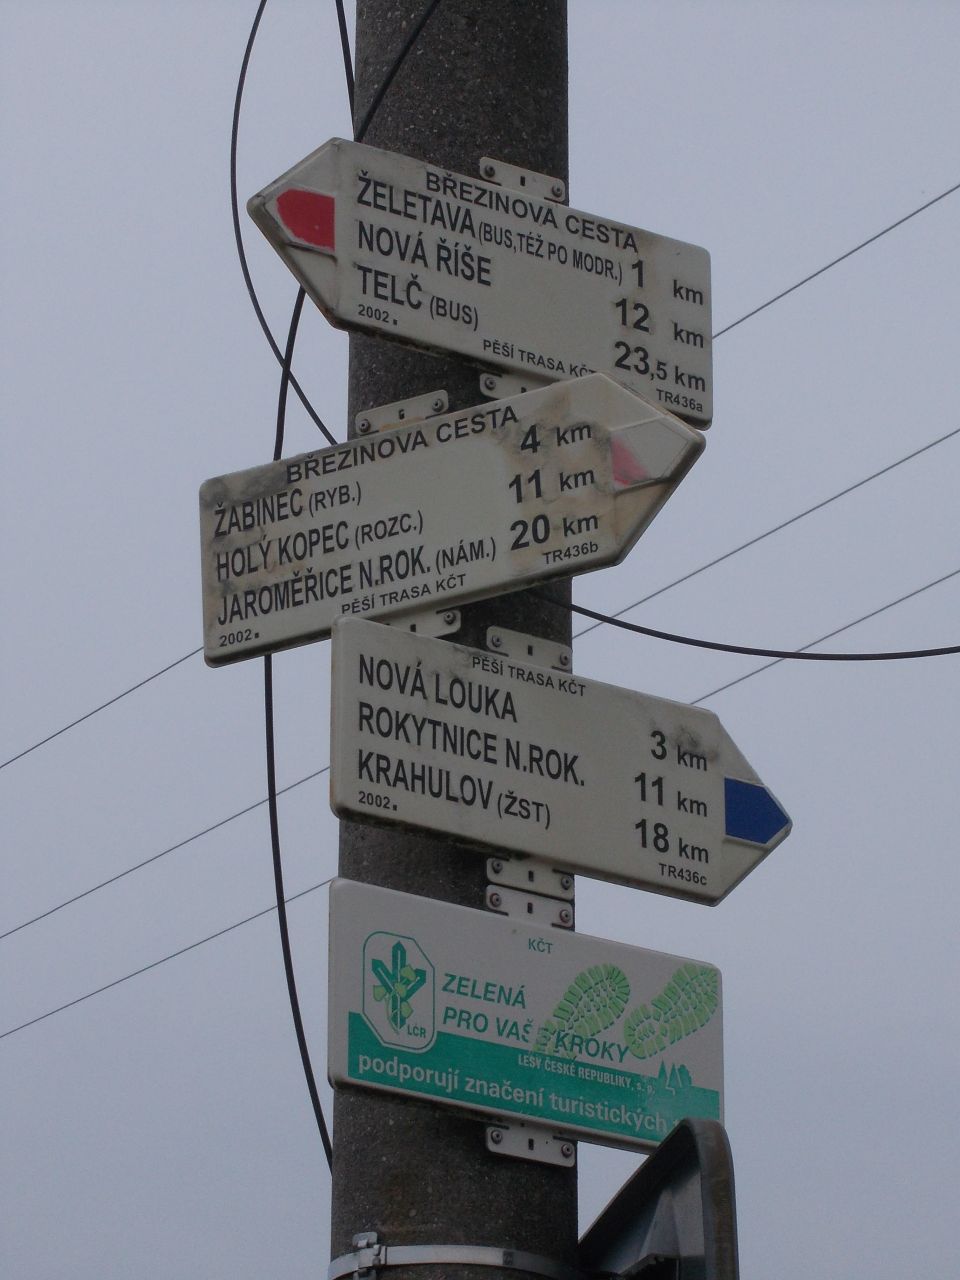 BŘEZINOVA CESTA
ŽELETAVA (BUS,TÉŽ PO MODR.) 1 km
NOVÁ ŘÍŠE 12 km
TELČ (BUS) 23,5 km
2002. PĚŠÍ TRASA KČT TR436a
BŘEZINOVA CESTA
ŽABINEC (RYB.) 4 km
HOLÝ KOPEC (ROZC.) 11 km
JAROMĚŘICE N.ROK. (NÁM.) 20 km
2002. PĚŠÍ TRASA KČT TR436b
PĚŠÍ TRASA KČT
NOVÁ LOUKA 3 km
ROKYTNICE N.ROK. 11 km
KRAHULOV (ŽST) 18 km
2002. TR436c
KČT
LČR
ZELENÁ
PRO VAŠE KROKY
LESY ČESKÉ REPUBLIKY, s. p.
podporují značení turistických